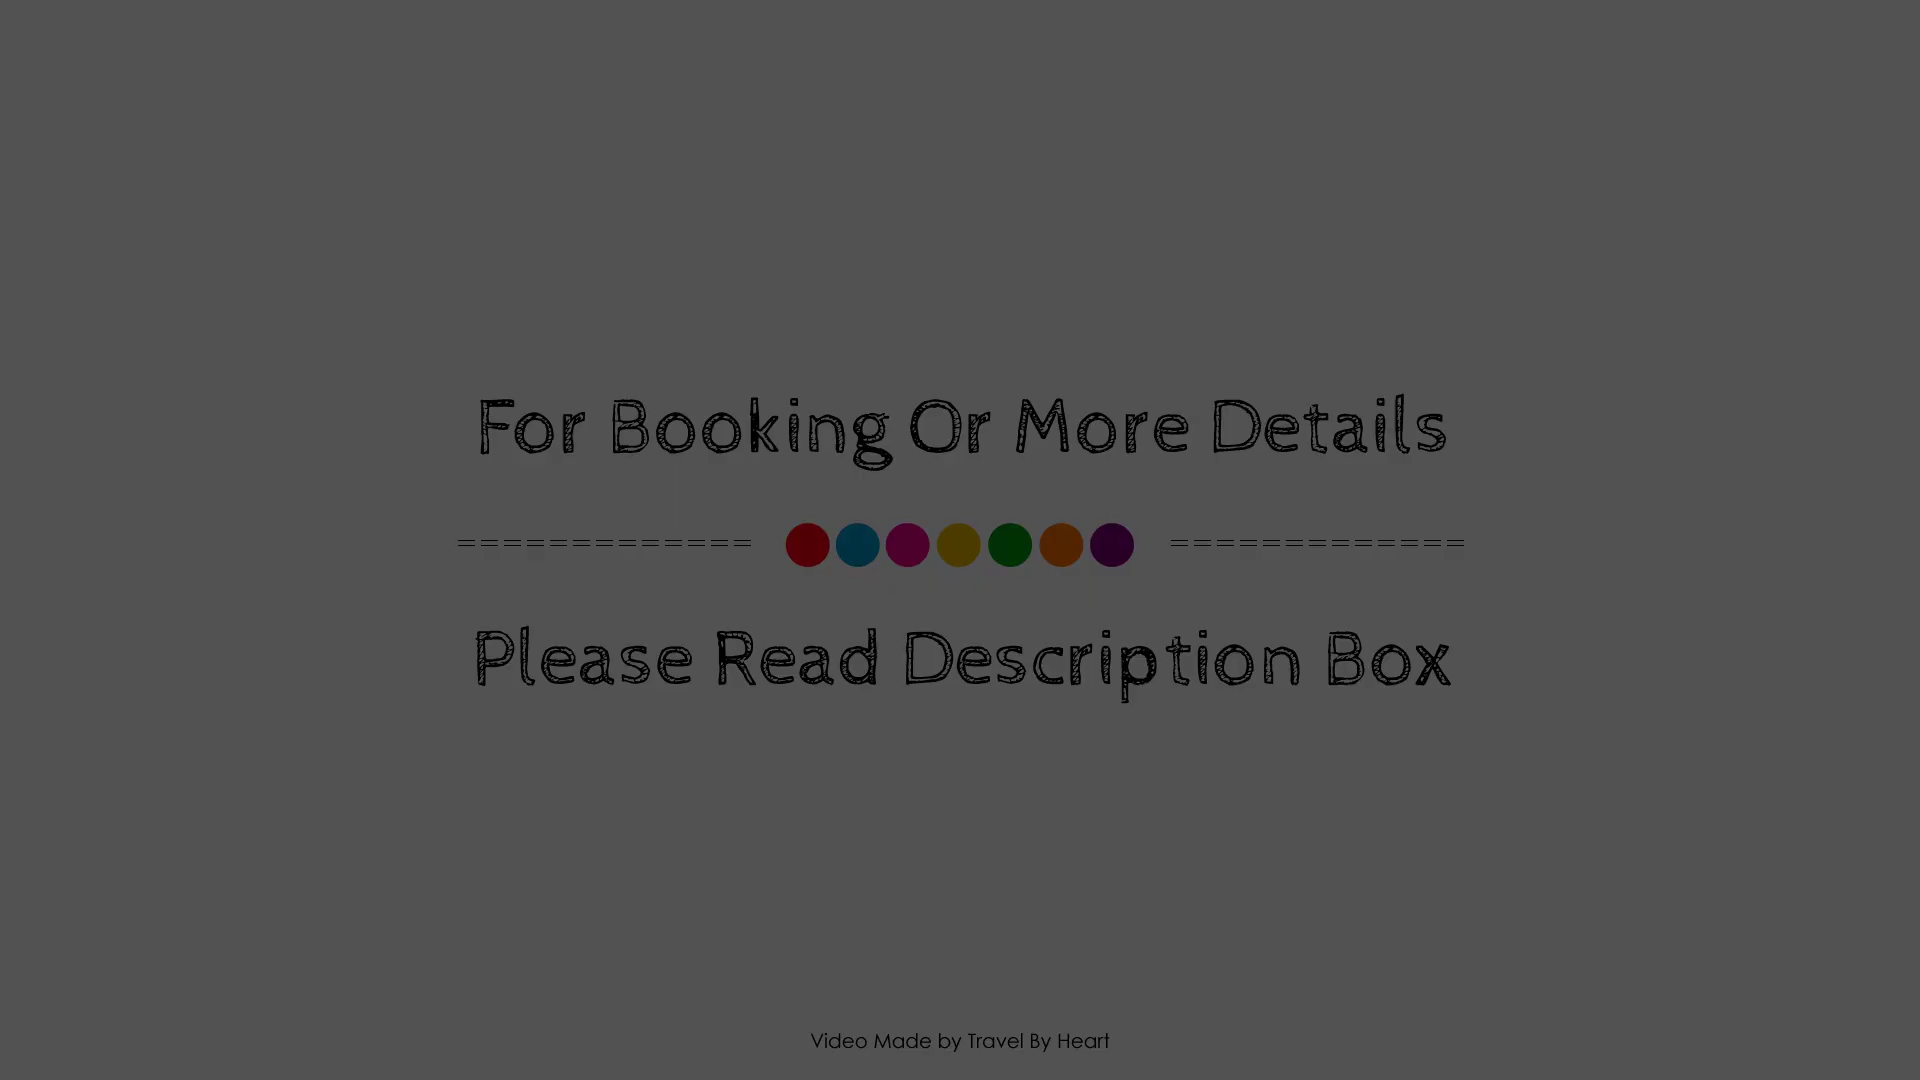 For Booking Or More Details
============= =============
Please Read Description Box
Video Made by Travel By Heart